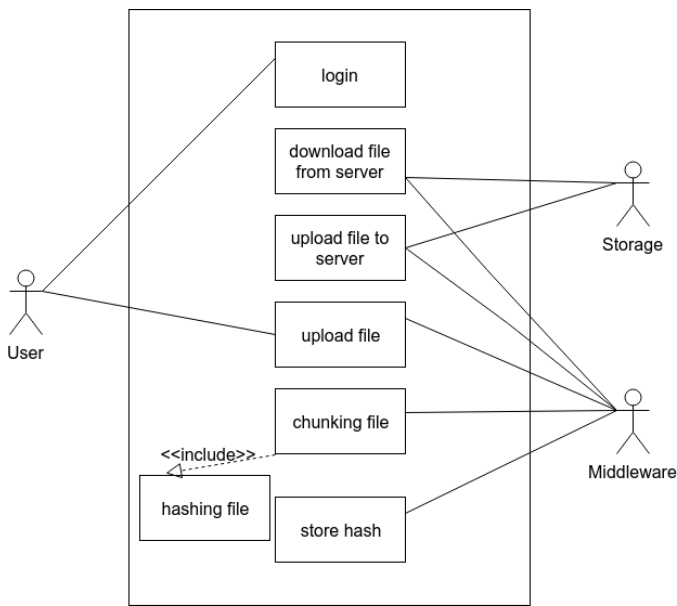 login
download file
from server
Storage
upload file to
server
User
upload file
chunking file
Middleware
<<include>>
hashing file
store hash